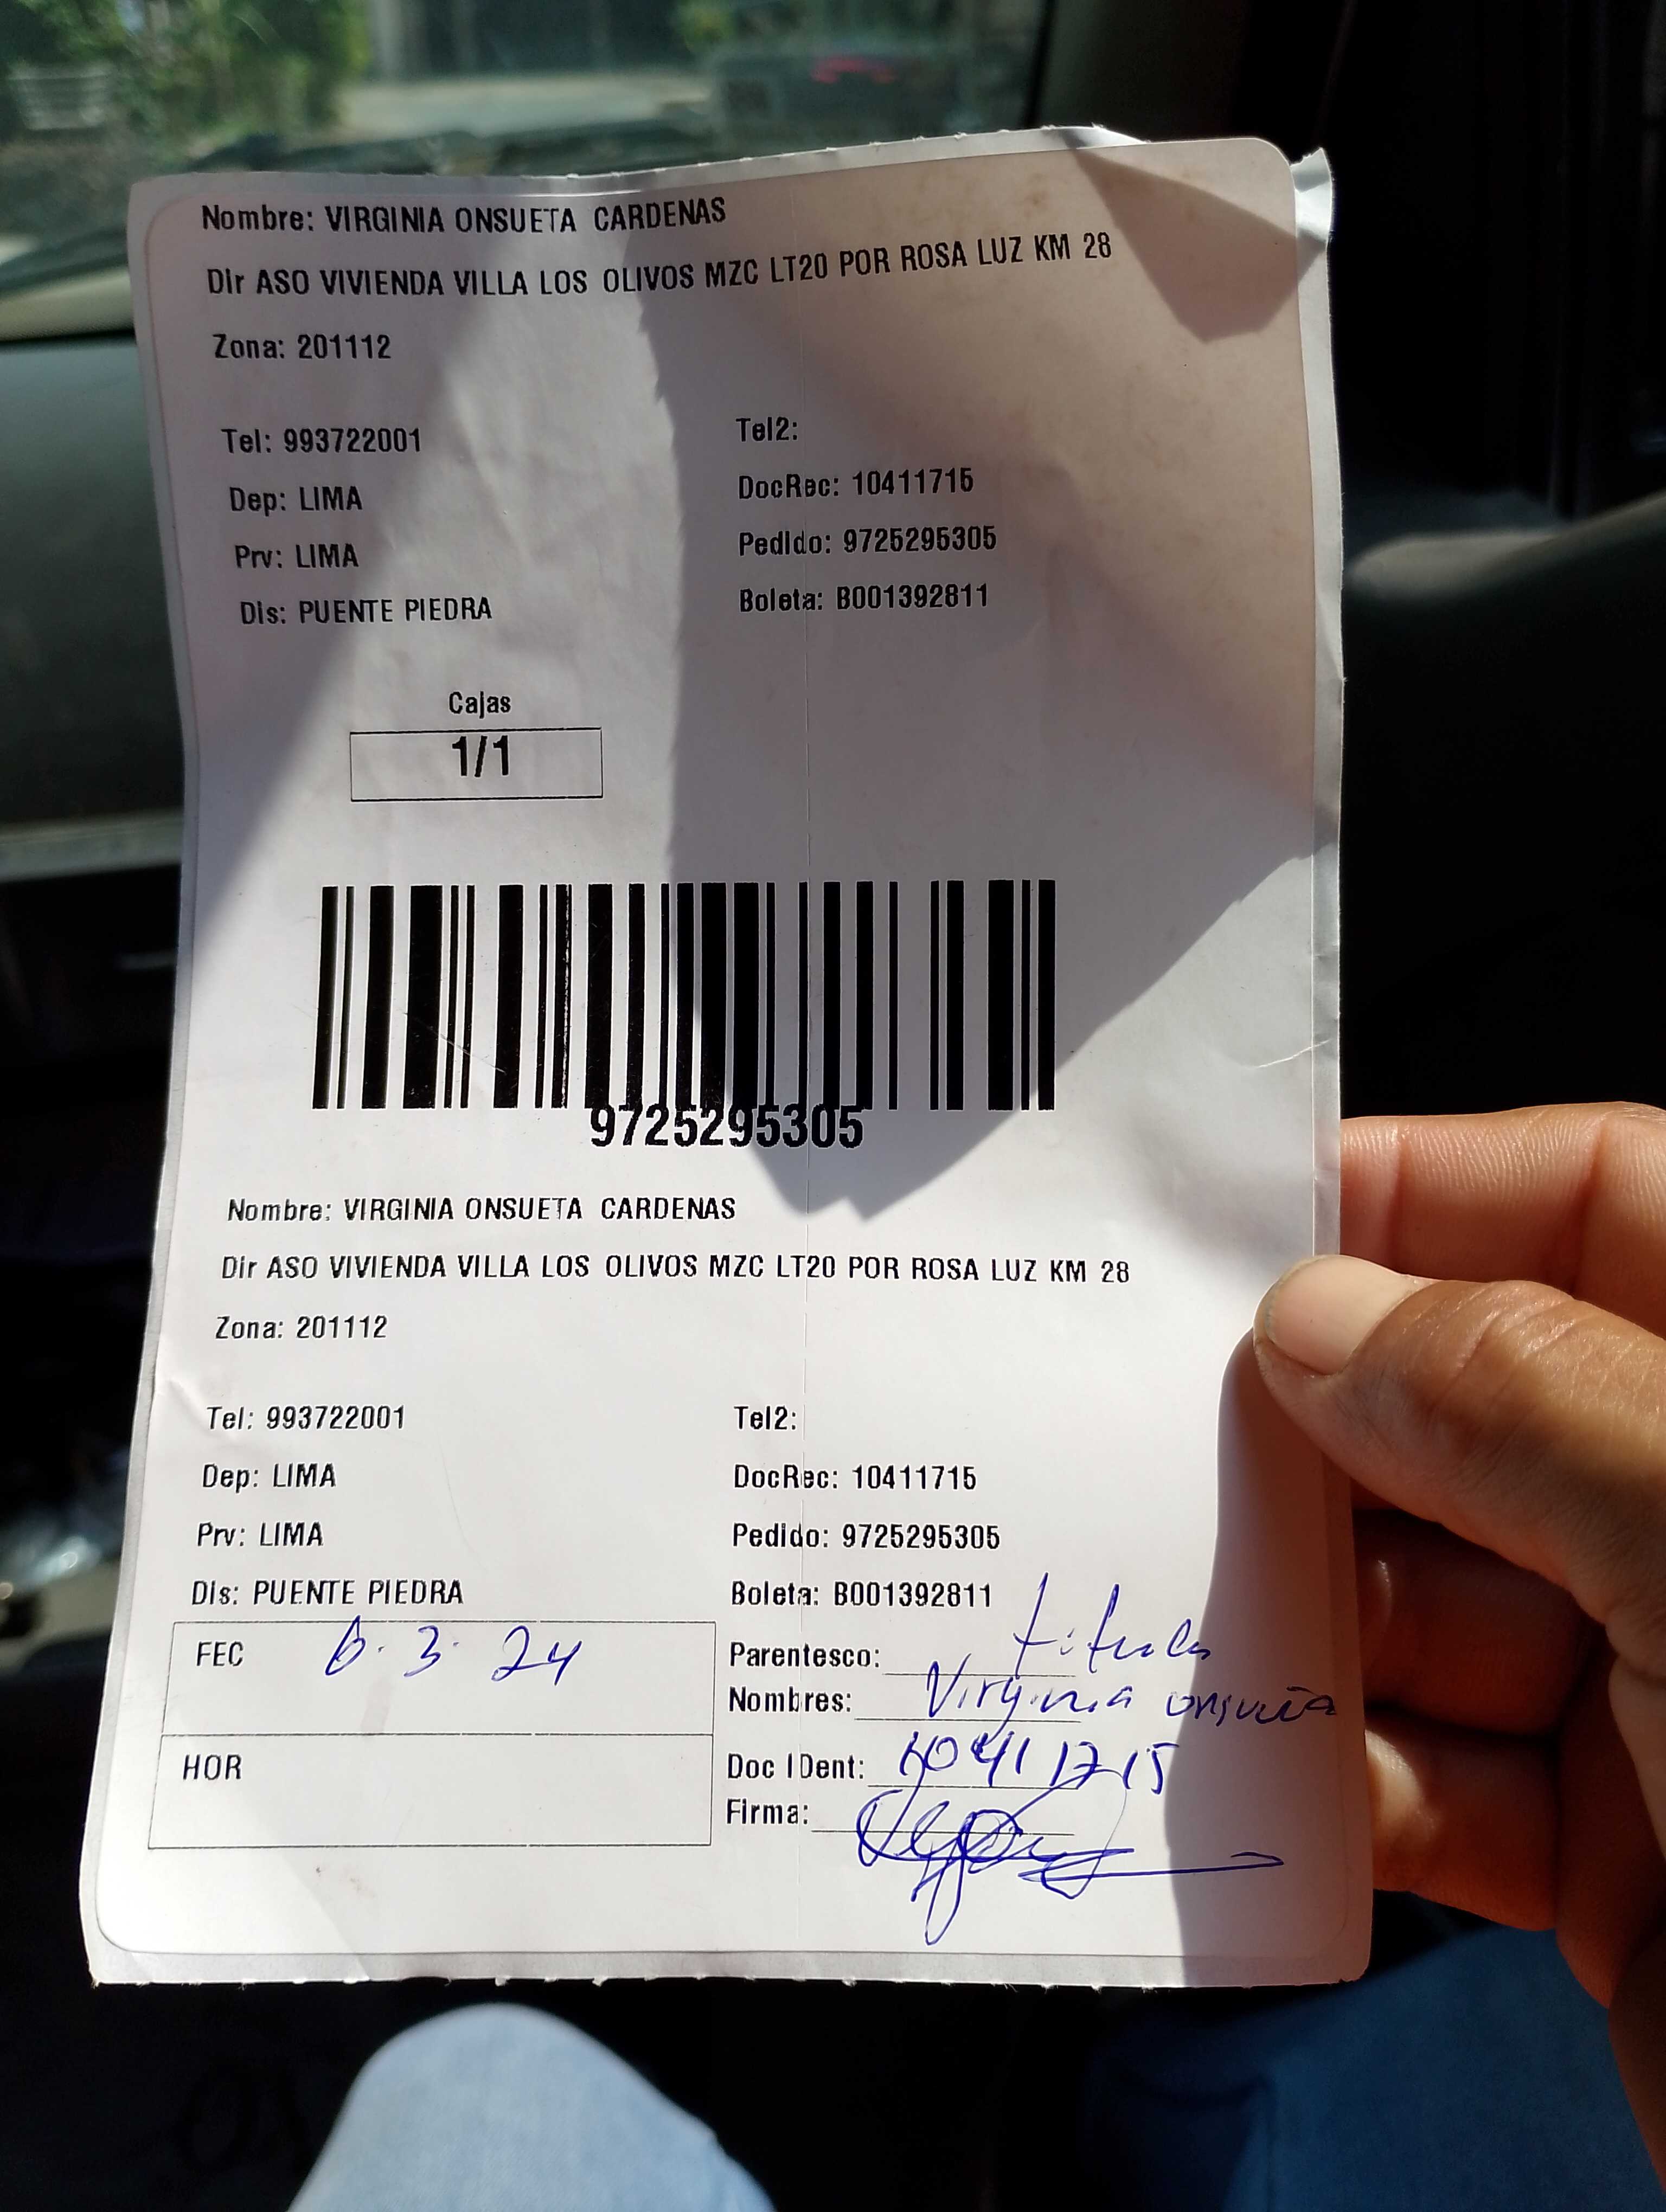 Nombre: VIRGINIA ONSUETA CARDENAS
Dir ASO VIVIENDA VILLA LOS OLIVOS MZC LT20 POR ROSA LUZ KM 28
Zona: 201112
Tel: 993722001 Tel2:
Dep: LIMA DocRec: 10411715
Prv: LIMA Pedido: 9725295305
Dis: PUENTE PIEDRA Boleta: B001392811
Cajas
1/1
9725295305
Nombre: VIRGINIA ONSUETA CARDENAS
Dir ASO VIVIENDA VILLA LOS OLIVOS MZC LT20 POR ROSA LUZ KM 28
Zona: 201112
Tel: 993722001 Tel2:
Dep: LIMA DocRec: 10411715
Prv: LIMA Pedido: 9725295305
Dis: PUENTE PIEDRA Boleta: B001392811
FEC 6.3.24 Parentesco: titular
Nombres: Virginia Onsueta
HOR Doc IDent: 10411715
Firma: